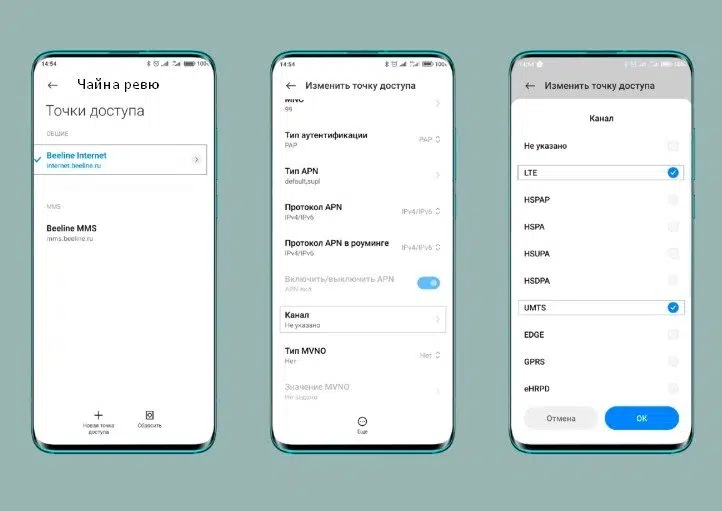 14:54
100
Чайна ревю
Точки доступа
ОБЩИЕ
Beeline Internet
internet.beeline.ru
MMS
Beeline MMS
mms.beeline.ru
Новая точка
доступа
Сбросить
14:54
100
Изменить точку доступа
MNC
99
Тип аутентификации
PAP
PAP
Тип APN
default,supl
Протокол APN
IPv4/IPv6
IPv4/IPv6
Протокол APN в роуминге
IPv4/IPv6
IPv4/IPv6
Включить/выключить APN
APN вкл
Канал
Не указано
Тип MVNO
Нет
Нет
Значение MVNO
Не задано
Ещё
Изменить точку доступа
Канал
Не указано
LTE
HSPAP
HSPA
HSUPA
HSDPA
UMTS
EDGE
GPRS
eHRPD
Отмена
ОК